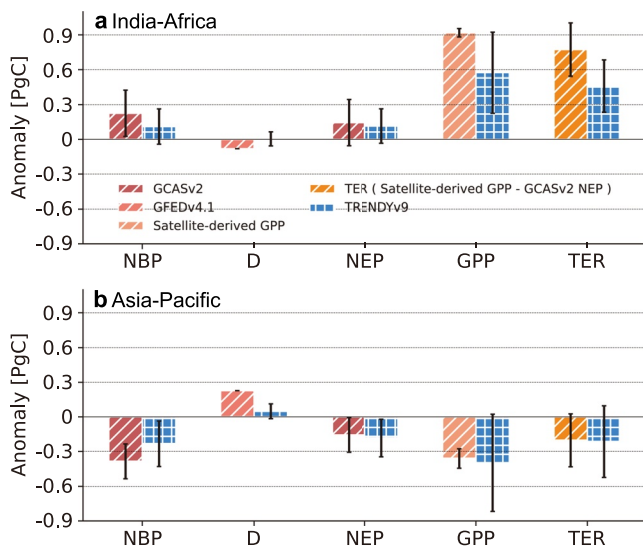 a India-Africa
Anomaly [PgC]
0.9
0.6
0.3
0
-0.3
-0.6
-0.9
GCASv2
GFEDv4.1
Satellite-derived GPP
TER ( Satellite-derived GPP - GCASv2 NEP )
TRENDYv9
NBP D NEP GPP TER
b Asia-Pacific
Anomaly [PgC]
0.9
0.6
0.3
0
-0.3
-0.6
-0.9
NBP D NEP GPP TER